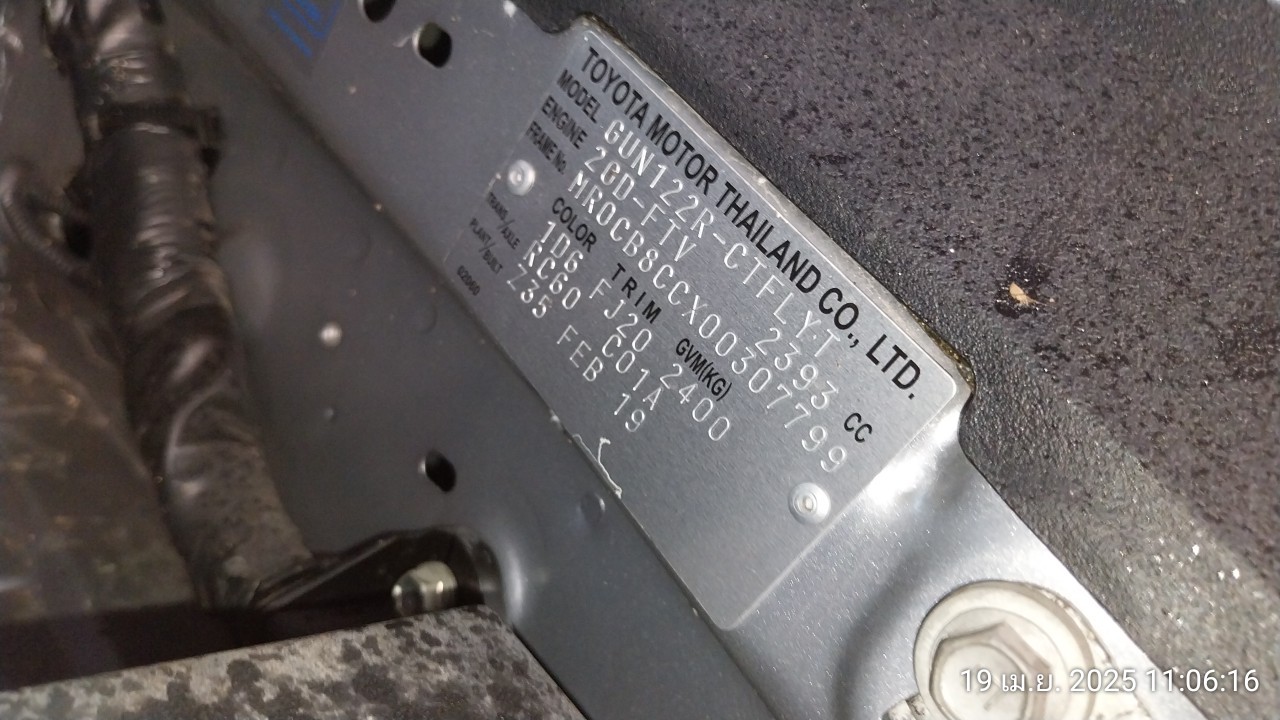 TOYOTA MOTOR THAILAND CO., LTD.
MODEL GUN122R-CTFLYT
ENGINE 2GD-FTV 2393 CC
FRAME No. MR0CB8CCX00307799
COLOR TRIM GVM(KG)
1D6 FJ20 2400
TRANS./AXLE RC60 C01A
PLANT/BUILT Z35 FEB 19
02060
19 เม.ย. 2025 11:06:16